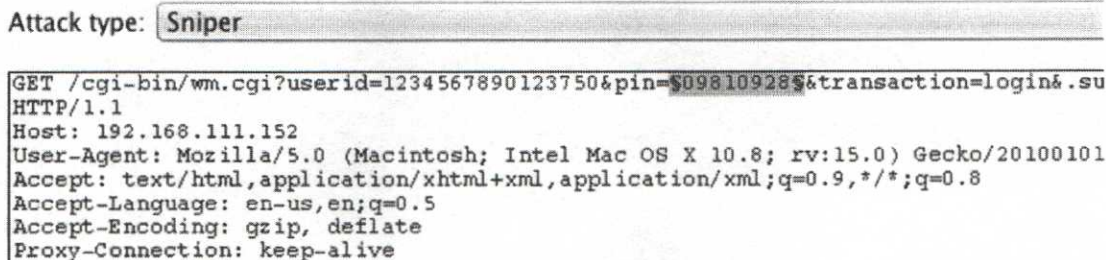 Attack type: Sniper
GET /cgi-bin/wm.cgi?userid=1234567890123750&pin=§09810928§&transaction=login&.su
HTTP/1.1
Host: 192.168.111.152
User-Agent: Mozilla/5.0 (Macintosh; Intel Mac OS X 10.8; rv:15.0) Gecko/20100101
Accept: text/html,application/xhtml+xml,application/xml;q=0.9,*/*;q=0.8
Accept-Language: en-us,en;q=0.5
Accept-Encoding: gzip, deflate
Proxy-Connection: keep-alive